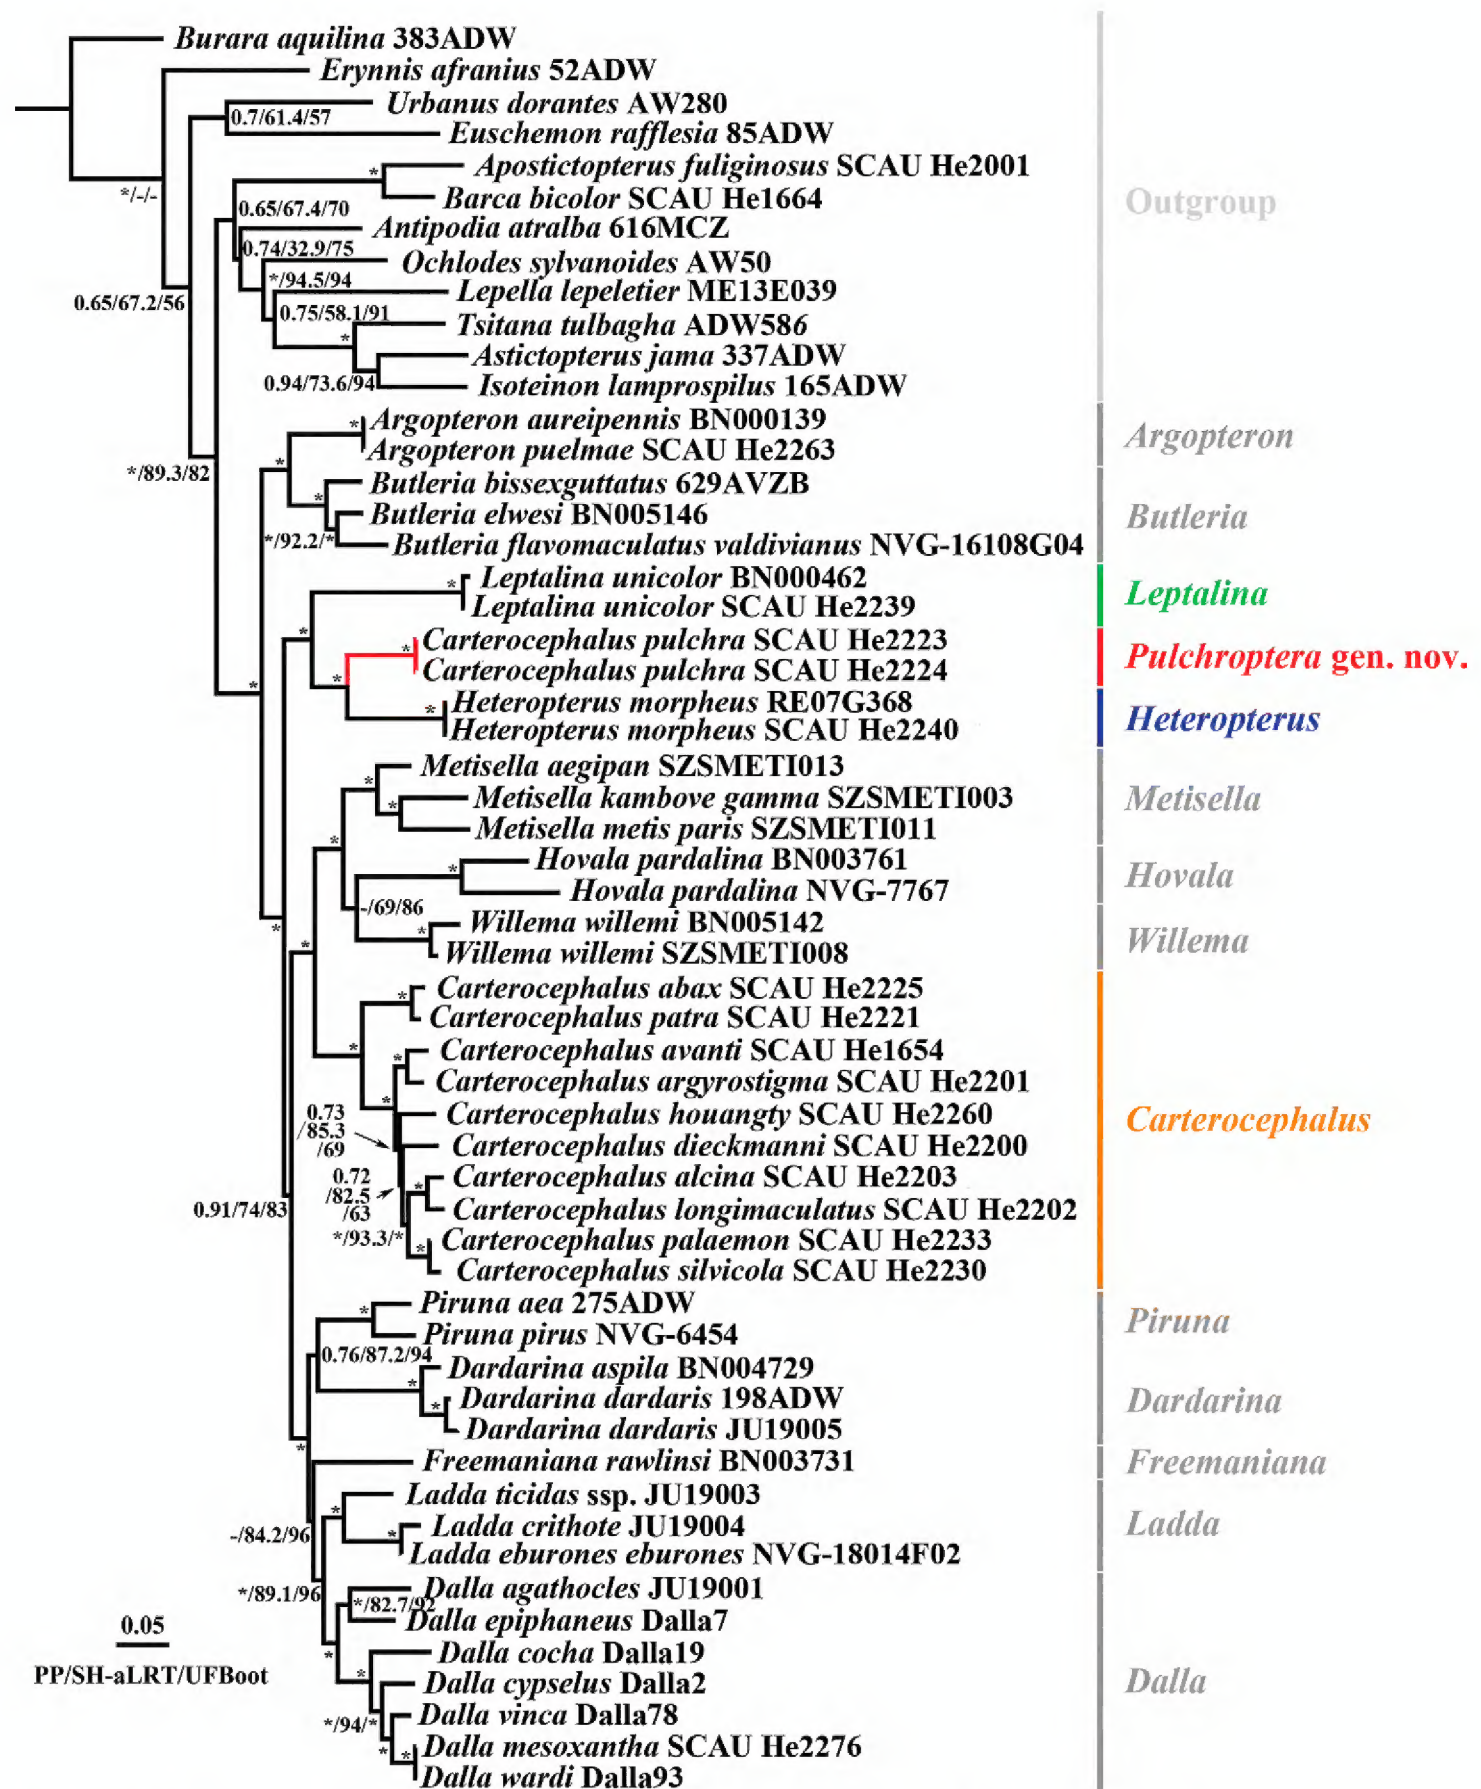 Burara aquilina 383ADW
Erynnis afranius 52ADW
Urbanus dorantes AW280
0.7/61.4/57
Euschemon rafflesia 85ADW
*
Apostictopterus fuliginosus SCAU He2001
*/-/-
Barca bicolor SCAU He1664
Outgroup
0.65/67.4/70
Antipodia atralba 616MCZ
0.74/32.9/75
Ochlodes sylvanoides AW50
*/94.5/94
Lepella lepeletier ME13E039
0.65/67.2/56
0.75/58.1/91
Tsitana tulbagha ADW586
*
Astictopterus jama 337ADW
0.94/73.6/94
Isoteinon lamprospilus 165ADW
*
Argopteron aureipennis BN000139
Argopteron
Argopteron puelmae SCAU He2263
*/89.3/82
*
Butleria bissexguttatus 629AVZB
*
Butleria elwesi BN005146
Butleria
*/92.2/*
Butleria flavomaculatus valdivianus NVG-16108G04
*
Leptalina unicolor BN000462
Leptalina
Leptalina unicolor SCAU He2239
*
Carterocephalus pulchra SCAU He2223
*
Pulchroptera gen. nov.
Carterocephalus pulchra SCAU He2224
*
*
Heteropterus morpheus RE07G368
*
Heteropterus
Heteropterus morpheus SCAU He2240
Metisella aegipan SZSMETI013
*
Metisella kambove gamma SZSMETI003
Metisella
*
Metisella metis paris SZSMETI011
*
Hovala pardalina BN003761
*
Hovala
Hovala pardalina NVG-7767
-/69/86
Willema willemi BN005142
*
*
Willema
*
Willema willemi SZSMETI008
Carterocephalus abax SCAU He2225
*
Carterocephalus patra SCAU He2221
*
Carterocephalus avanti SCAU He1654
*
Carterocephalus argyrostigma SCAU He2201
*
Carterocephalus houangty SCAU He2260
Carterocephalus
0.73
/85.3
/69
Carterocephalus dieckmanni SCAU He2200
0.72
/82.5
/63
Carterocephalus alcina SCAU He2203
*
0.91/74/83
Carterocephalus longimaculatus SCAU He2202
*/93.3/*
Carterocephalus palaemon SCAU He2233
*
Carterocephalus silvicola SCAU He2230
Piruna aea 275ADW
*
Piruna
Piruna pirus NVG-6454
0.76/87.2/94
Dardarina aspila BN004729
*
Dardarina dardaris 198ADW
Dardarina
*
Dardarina dardaris JU19005
*
Freemaniana rawlinsi BN003731
Freemaniana
Ladda ticidas ssp. JU19003
*
Ladda crithote JU19004
Ladda
-/84.2/96
*
Ladda eburones eburones NVG-18014F02
Dalla agathocles JU19001
*/89.1/96
*/82.7/92
Dalla epiphaneus Dalla7
0.05
*
Dalla cocha Dalla19
PP/SH-aLRT/UFBoot
*
Dalla cypselus Dalla2
Dalla
Dalla vinca Dalla78
*/94/*
*
*
Dalla mesoxantha SCAU He2276
Dalla wardi Dalla93